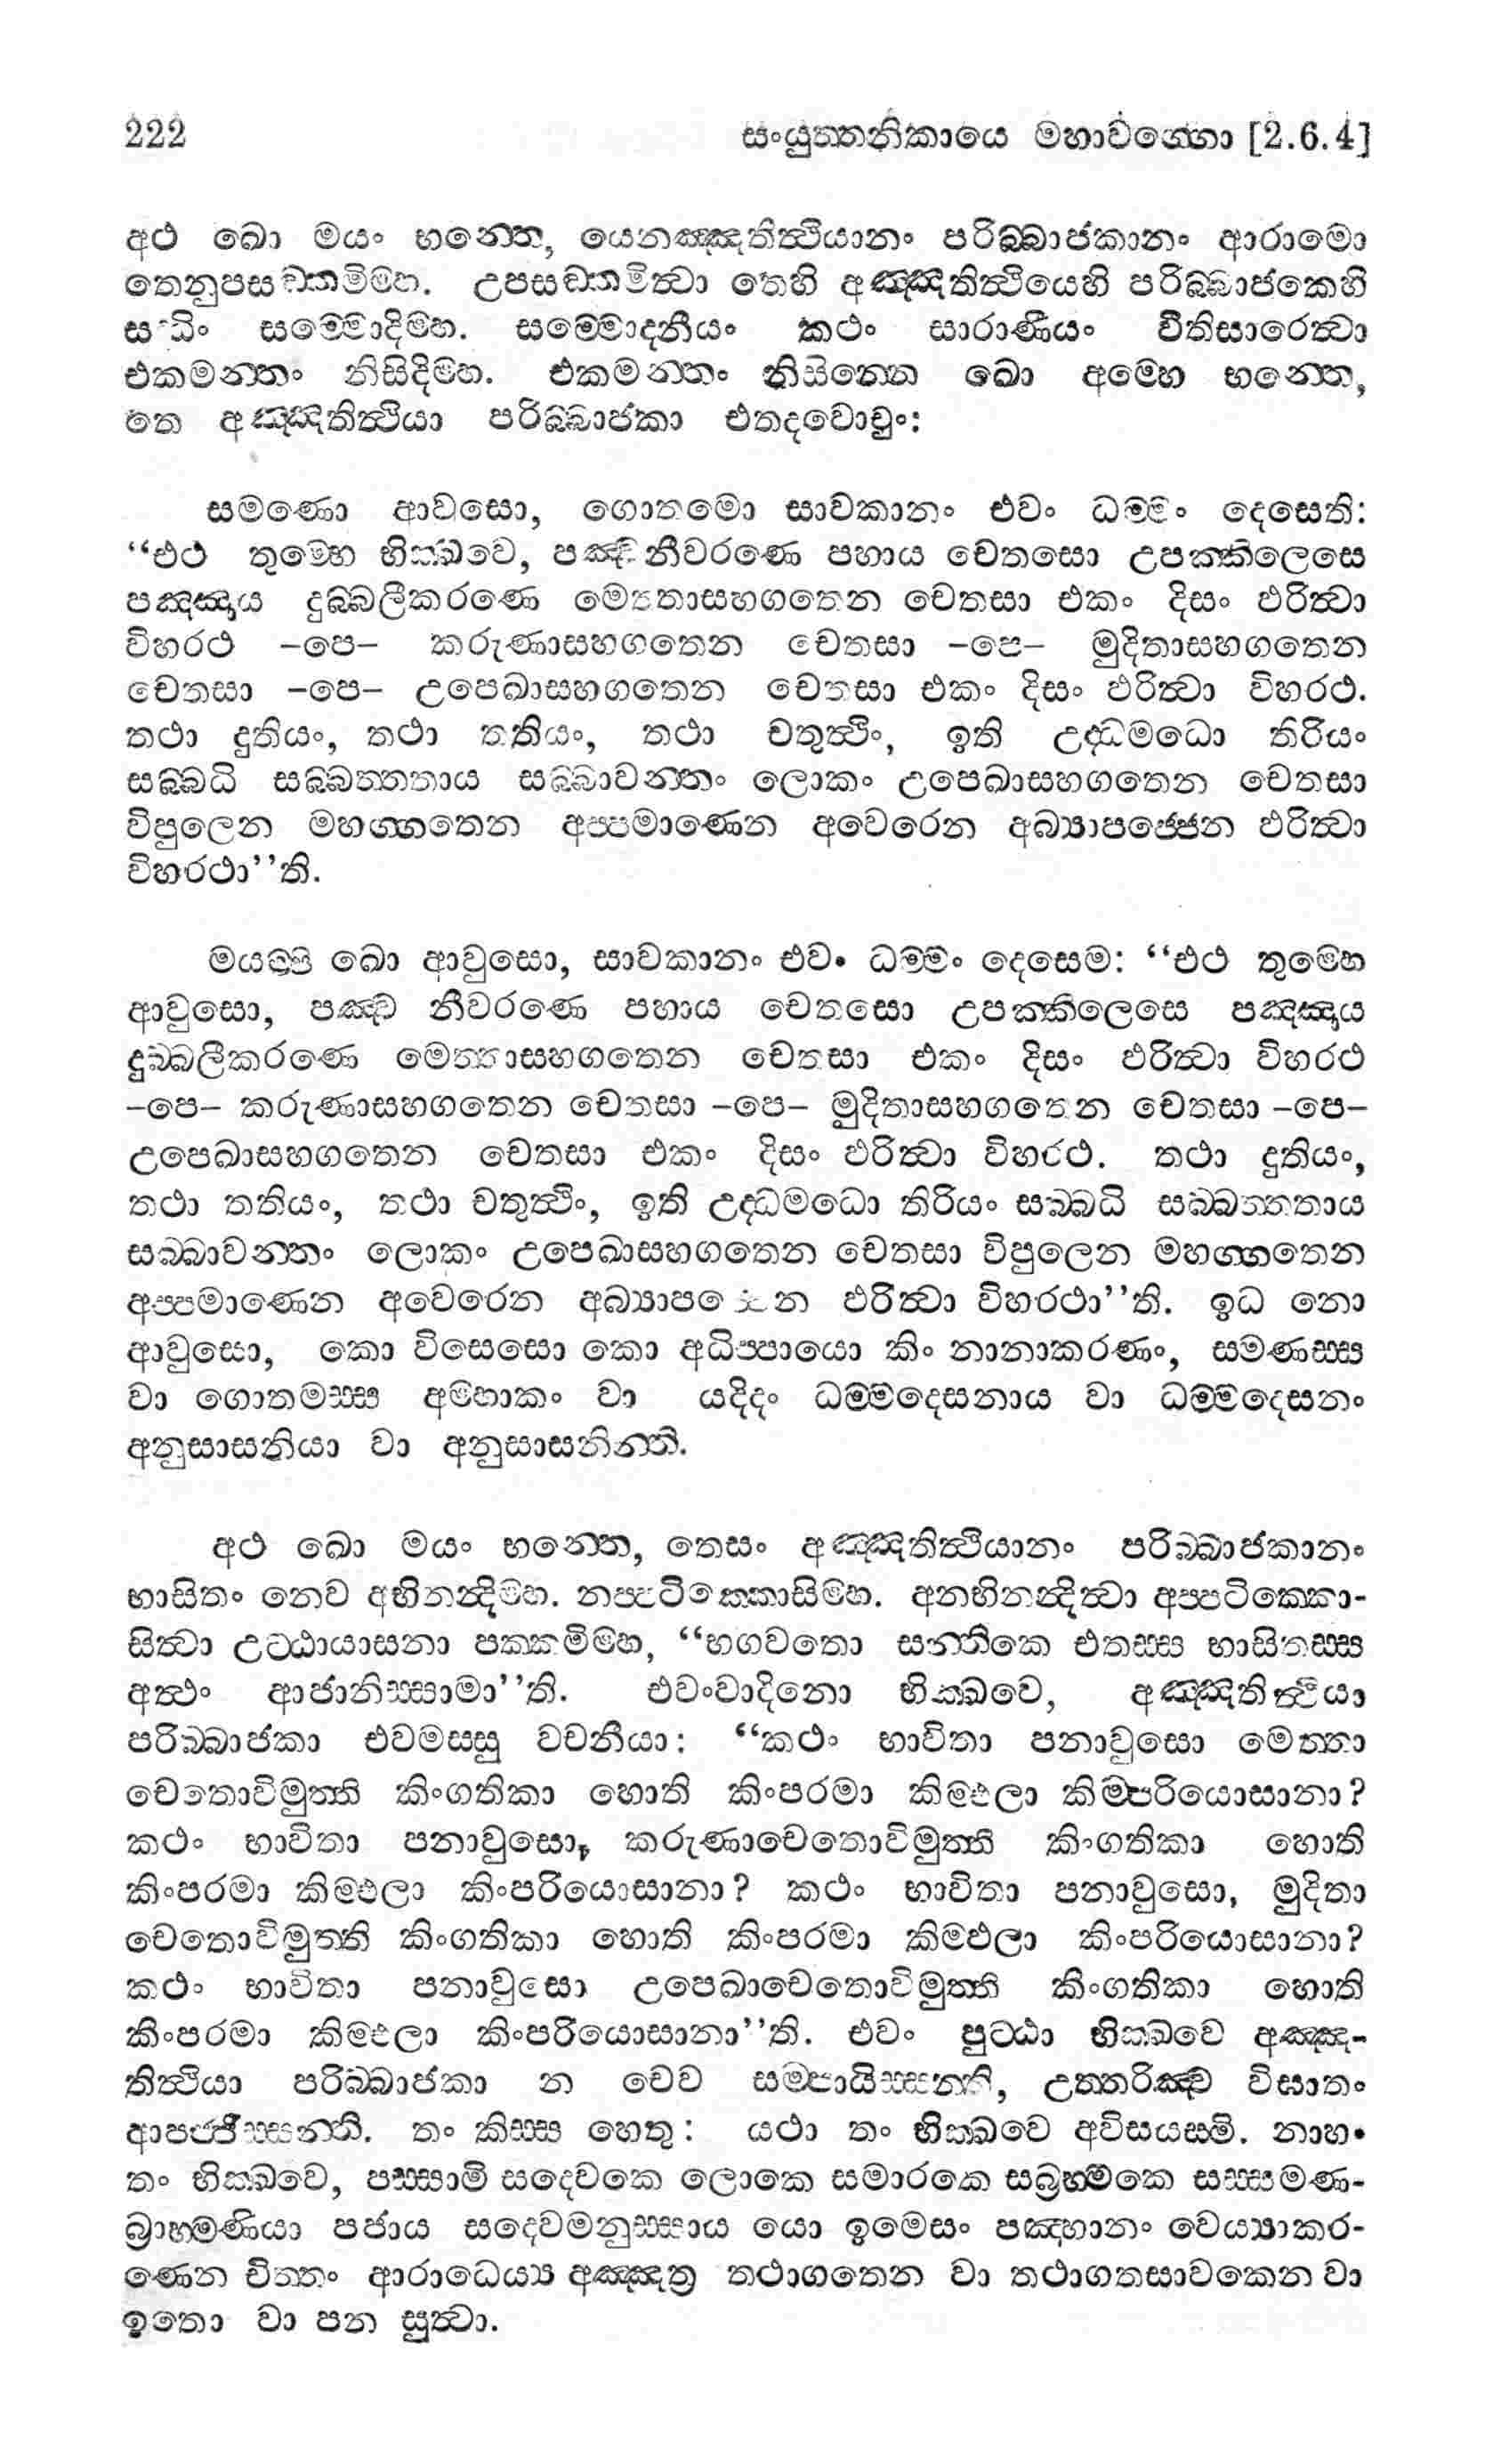 222 සංයුත්තනිකායෙ මහාවග්ගො [2.6.4]
අථ ඛො මයං භන්තෙ, යෙනඤ්ඤතිත්ථියානං පරිබ්බාජකානං ආරාමො
තෙනුපසඞ්කමිම්හ. උපසඞ්කමිත්වා තෙහි අඤ්ඤතිත්ථියෙහි පරිබ්බාජකෙහි
සද්ධිං සම්මොදිම්හ. සම්මොදනීයං කථං සාරාණීයං වීතිසාරෙත්වා
එකමන්තං නිසිදිම්හ. එකමන්තං නිසින්නෙ ඛො අම්හෙ භන්තෙ,
තෙ අඤ්ඤතිත්ථියා පරිබ්බාජකා එතදවොචුං:
සමණො ආවුසො, ගොතමො සාවකානං එවං ධම්මං දෙසෙති:
“එථ තුම්හෙ භික්ඛවෙ, පඤ්ච නීවරණෙ පහාය චෙතසො උපක්කිලෙසෙ
පඤ්ඤාය දුබ්බලීකරණෙ මෙත්තාසහගතෙන චෙතසා එකං දිසං ඵරිත්වා
විහරථ –පෙ– කරුණාසහගතෙන චෙතසා –පෙ– මුදිතාසහගතෙන
චෙතසා –පෙ– උපෙඛාසහගතෙන චෙතසා එකං දිසං ඵරිත්වා විහරථ.
තථා දුතියං, තථා තතියං, තථා චතුත්ථිං, ඉති උද්ධමධො තිරියං
සබ්බධි සබ්බත්තතාය සබ්බාවන්තං ලොකං උපෙඛාසහගතෙන චෙතසා
විපුලෙන මහග්ගතෙන අප්පමාණෙන අවෙරෙන අබ්‍යාපජ්ජෙන ඵරිත්වා
විහරථා’’ති.
මයම්පි ඛො ආවුසො, සාවකානං එවං ධම්මං දෙසෙම: “එථ තුම්හෙ
ආවුසො, පඤ්ච නීවරණෙ පහාය චෙතසො උපක්කිලෙසෙ පඤ්ඤාය
දුබ්බලීකරණෙ මෙත්තාසහගතෙන චෙතසා එකං දිසං ඵරිත්වා විහරථ
–පෙ– කරුණාසහගතෙන චෙතසා –පෙ– මුදිතාසහගතෙන චෙතසා –පෙ–
උපෙඛාසහගතෙන චෙතසා එකං දිසං ඵරිත්වා විහරථ. තථා දුතියං,
තථා තතියං, තථා චතුත්ථිං, ඉති උද්ධමධො තිරියං සබ්බධි සබ්බත්තතාය
සබ්බාවන්තං ලොකං උපෙඛාසහගතෙන චෙතසා විපුලෙන මහග්ගතෙන
අප්පමාණෙන අවෙරෙන අබ්‍යාපජ්ජෙන ඵරිත්වා විහරථා’’ති. ඉධ නො
ආවුසො, කො විසෙසො කො අධිප්පායො කිං නානාකරණං, සමණස්ස
වා ගොතමස්ස අම්හාකං වා යදිදං ධම්මදෙසනාය වා ධම්මදෙසනං
අනුසාසනියා වා අනුසාසනින්ති.
අථ ඛො මයං භන්තෙ, තෙසං අඤ්ඤතිත්ථියානං පරිබ්බාජකානං
භාසිතං නෙව අභිනන්දිම්හ. නප්පටික්කොසිම්හ. අනභිනන්දිත්වා අප්පටික්කො-
සිත්වා උට්ඨායාසනා පක්කමිම්හ, “භගවතො සන්තිකෙ එතස්ස භාසිතස්ස
අත්ථං ආජානිස්සාමා’’ති. එවංවාදිනො භික්ඛවෙ, අඤ්ඤතිත්ථියා
පරිබ්බාජකා එවමස්සු වචනීයා: “කථං භාවිතා පනාවුසො මෙත්තා
චෙතොවිමුත්ති කිංගතිකා හොති කිංපරමා කිම්ඵලා කිම්පරියොසානා?
කථං භාවිතා පනාවුසො, කරුණාචෙතොවිමුත්ති කිංගතිකා හොති
කිංපරමා කිම්ඵලා කිංපරියොසානා? කථං භාවිතා පනාවුසො, මුදිතා
චෙතොවිමුත්ති කිංගතිකා හොති කිංපරමා කිම්ඵලා කිංපරියොසානා?
කථං භාවිතා පනාවුසො උපෙඛාචෙතොවිමුත්ති කිංගතිකා හොති
කිංපරමා කිම්ඵලා කිංපරියොසානා’’ති. එවං පුට්ඨා භික්ඛවෙ අඤ්ඤ-
තිත්ථියා පරිබ්බාජකා න චෙව සම්පායිස්සන්ති, උත්තරිඤ්ච විඝාතං
ආපජ්ජිස්සන්ති. තං කිස්ස හෙතු: යථා තං භික්ඛවෙ අවිසයස්මි. නාහං
තං භික්ඛවෙ, පස්සාමි සදෙවකෙ ලොකෙ සමාරකෙ සබ්‍රහ්මකෙ සස්සමණ-
බ්‍රාහ්මණියා පජාය සදෙවමනුස්සාය යො ඉමෙසං පඤ්හානං වෙය්‍යාකර-
ණෙන චිත්තං ආරාධෙය්‍ය අඤ්ඤත්‍ර තථාගතෙන වා තථාගතසාවකෙන වා
ඉතො වා පන සුත්වා.